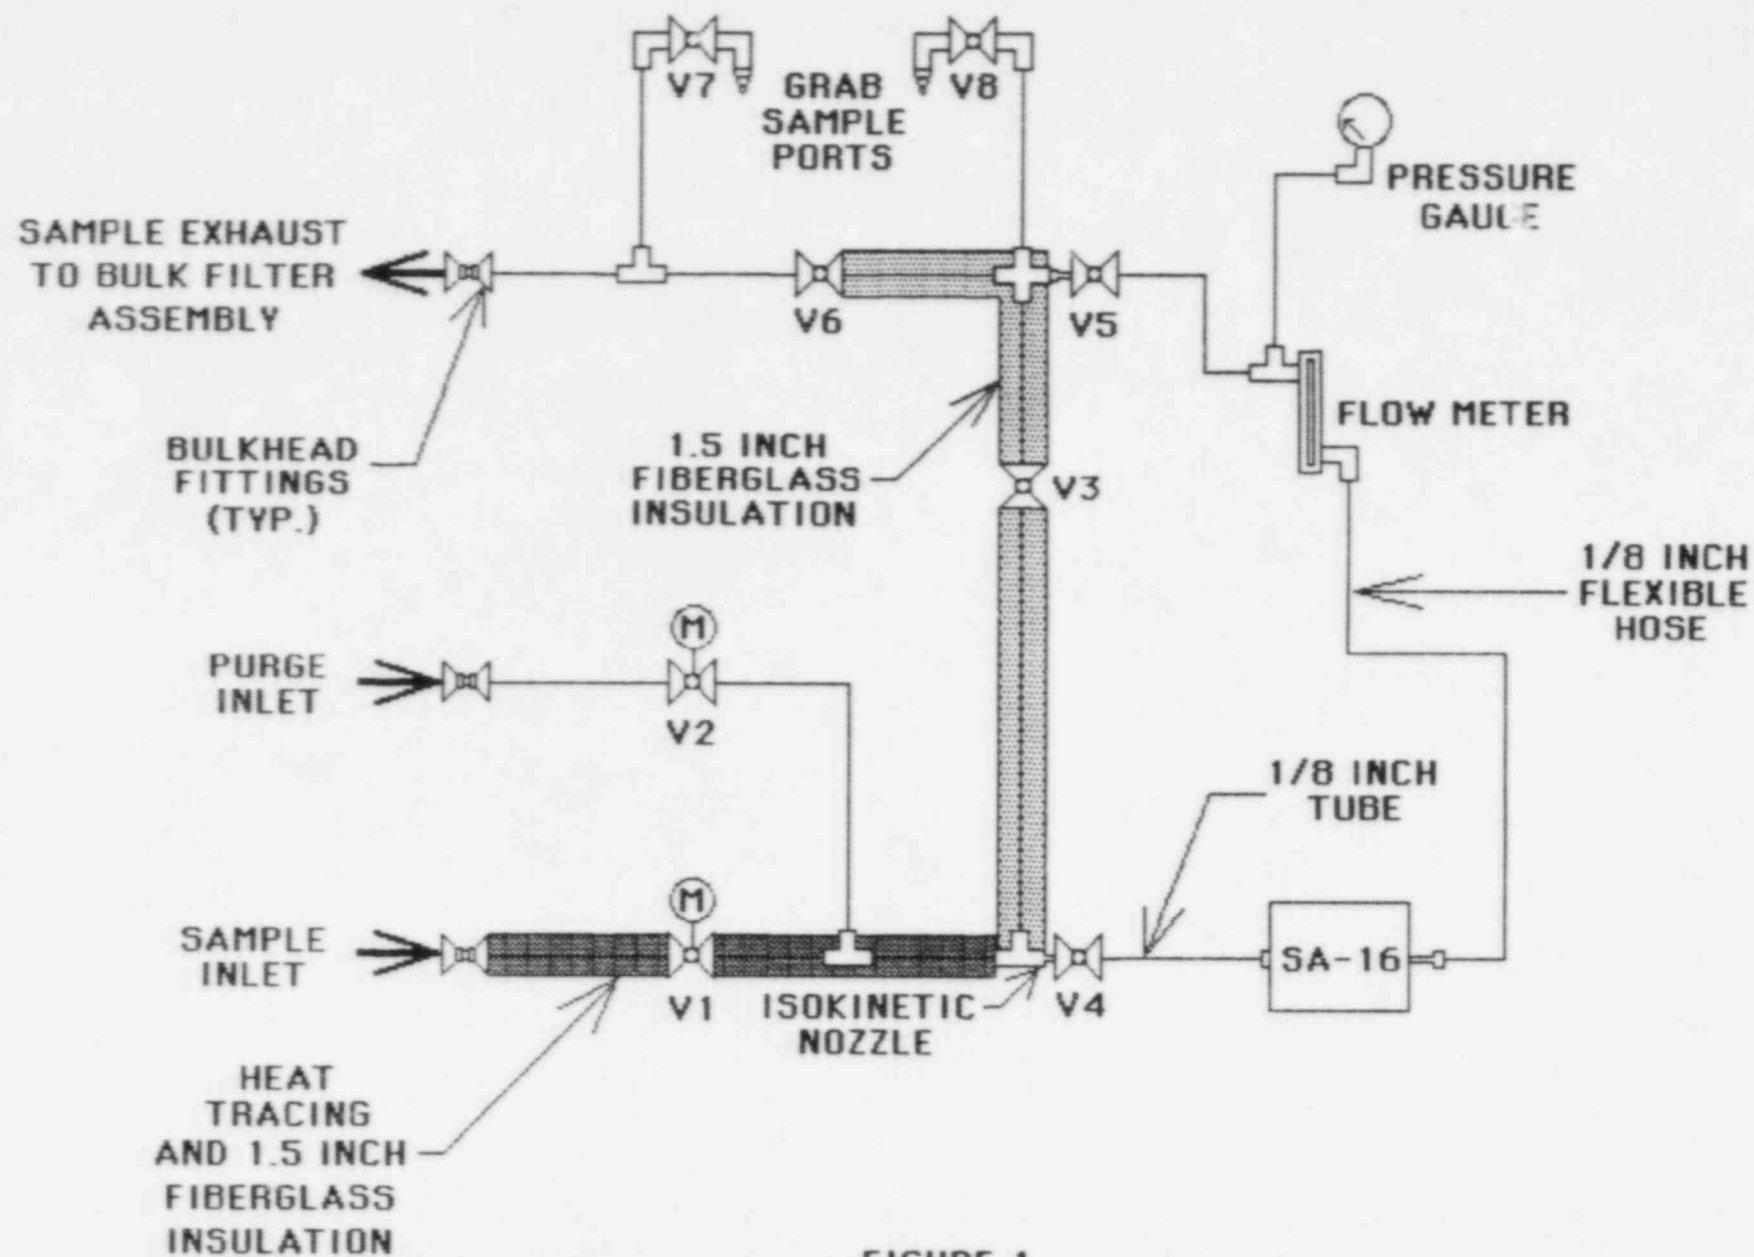 V7
GRAB
SAMPLE
PORTS
V8
PRESSURE
SAMPLE EXHAUST
TO BULK FILTER
ASSEMBLY
V6
V5
FLOW METER
BULKHEAD
FITTINGS
(TYP.)
1.5 INCH
FIBERGLASS
INSULATION
V3
1/8 INCH
FLEXIBLE
HOSE
M
PURGE
INLET
V2
1/8 INCH
TUBE
M
SAMPLE
INLET
SA-16
V1
ISOKINETIC
NOZZLE
V4
HEAT
TRACING
AND 1.5 INCH
FIBERGLASS
INSULATION